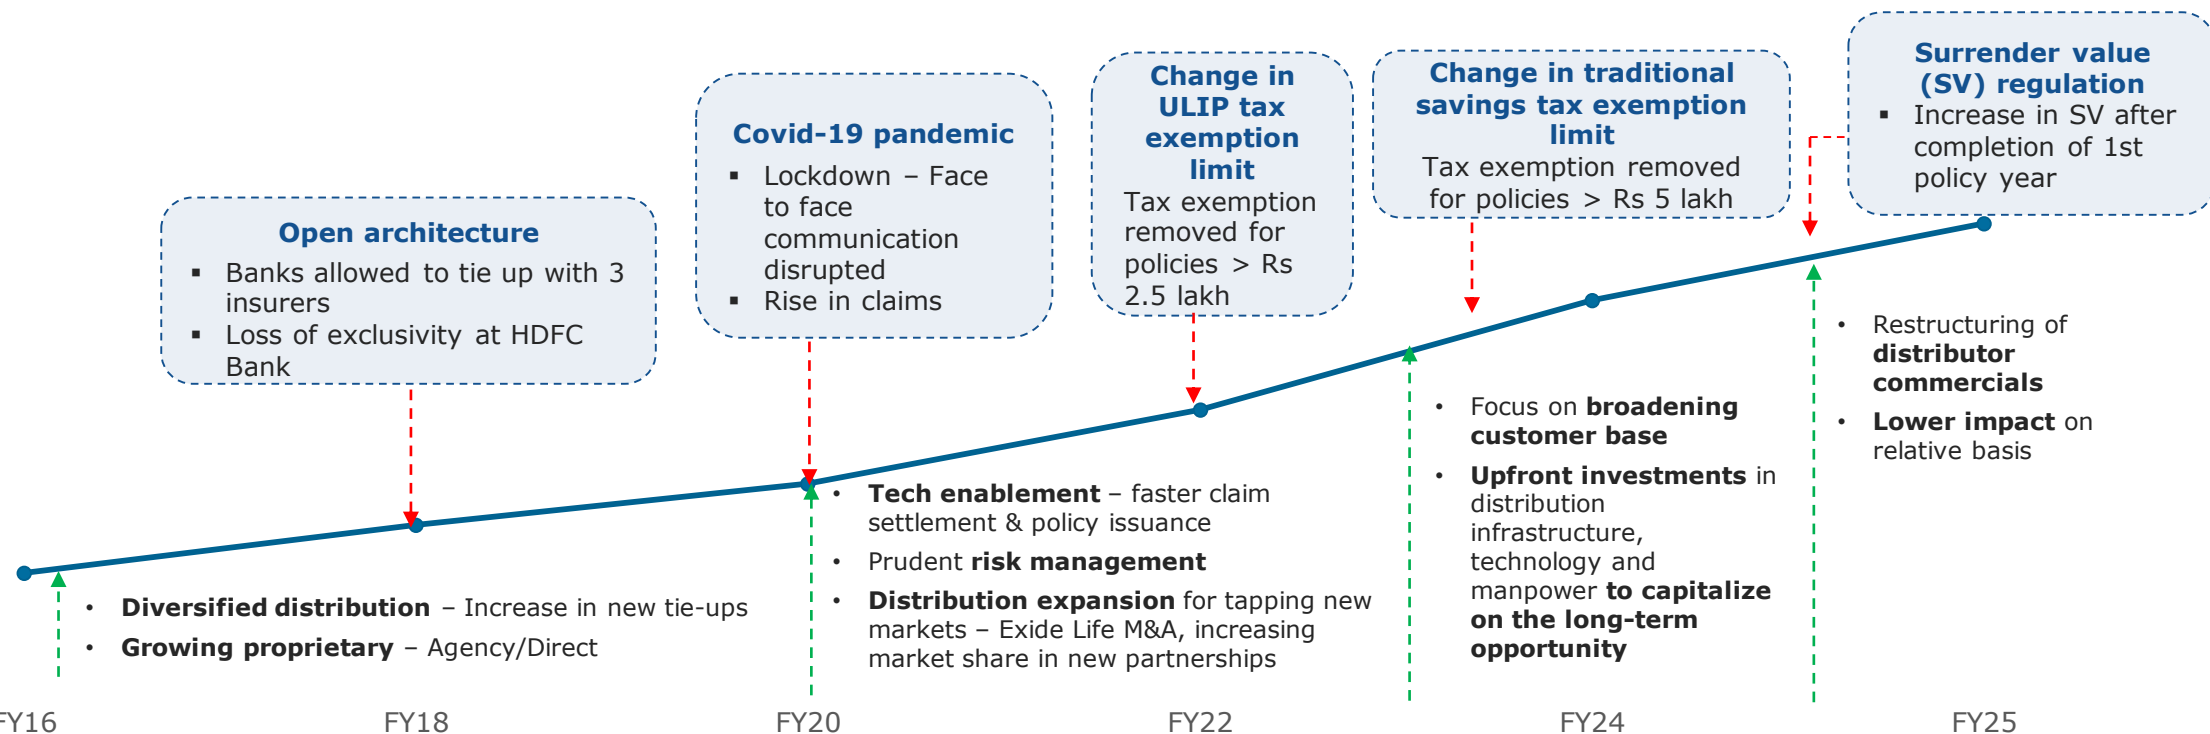 Open architecture
▪ Banks allowed to tie up with 3
insurers
▪ Loss of exclusivity at HDFC
Bank
Covid-19 pandemic
▪ Lockdown – Face
to face
communication
disrupted
▪ Rise in claims
Change in
ULIP tax
exemption
limit
Tax exemption
removed for
policies > Rs
2.5 lakh
Change in traditional
savings tax exemption
limit
Tax exemption removed
for policies > Rs 5 lakh
Surrender value
(SV) regulation
▪ Increase in SV after
completion of 1st
policy year
• Diversified distribution – Increase in new tie-ups
• Growing proprietary – Agency/Direct
• Tech enablement – faster claim
settlement & policy issuance
• Prudent risk management
• Distribution expansion for tapping new
markets – Exide Life M&A, increasing
market share in new partnerships
• Focus on broadening
customer base
• Upfront investments in
distribution
infrastructure,
technology and
manpower to capitalize
on the long-term
opportunity
• Restructuring of
distributor
commercials
• Lower impact on
relative basis
FY16
FY18
FY20
FY22
FY24
FY25